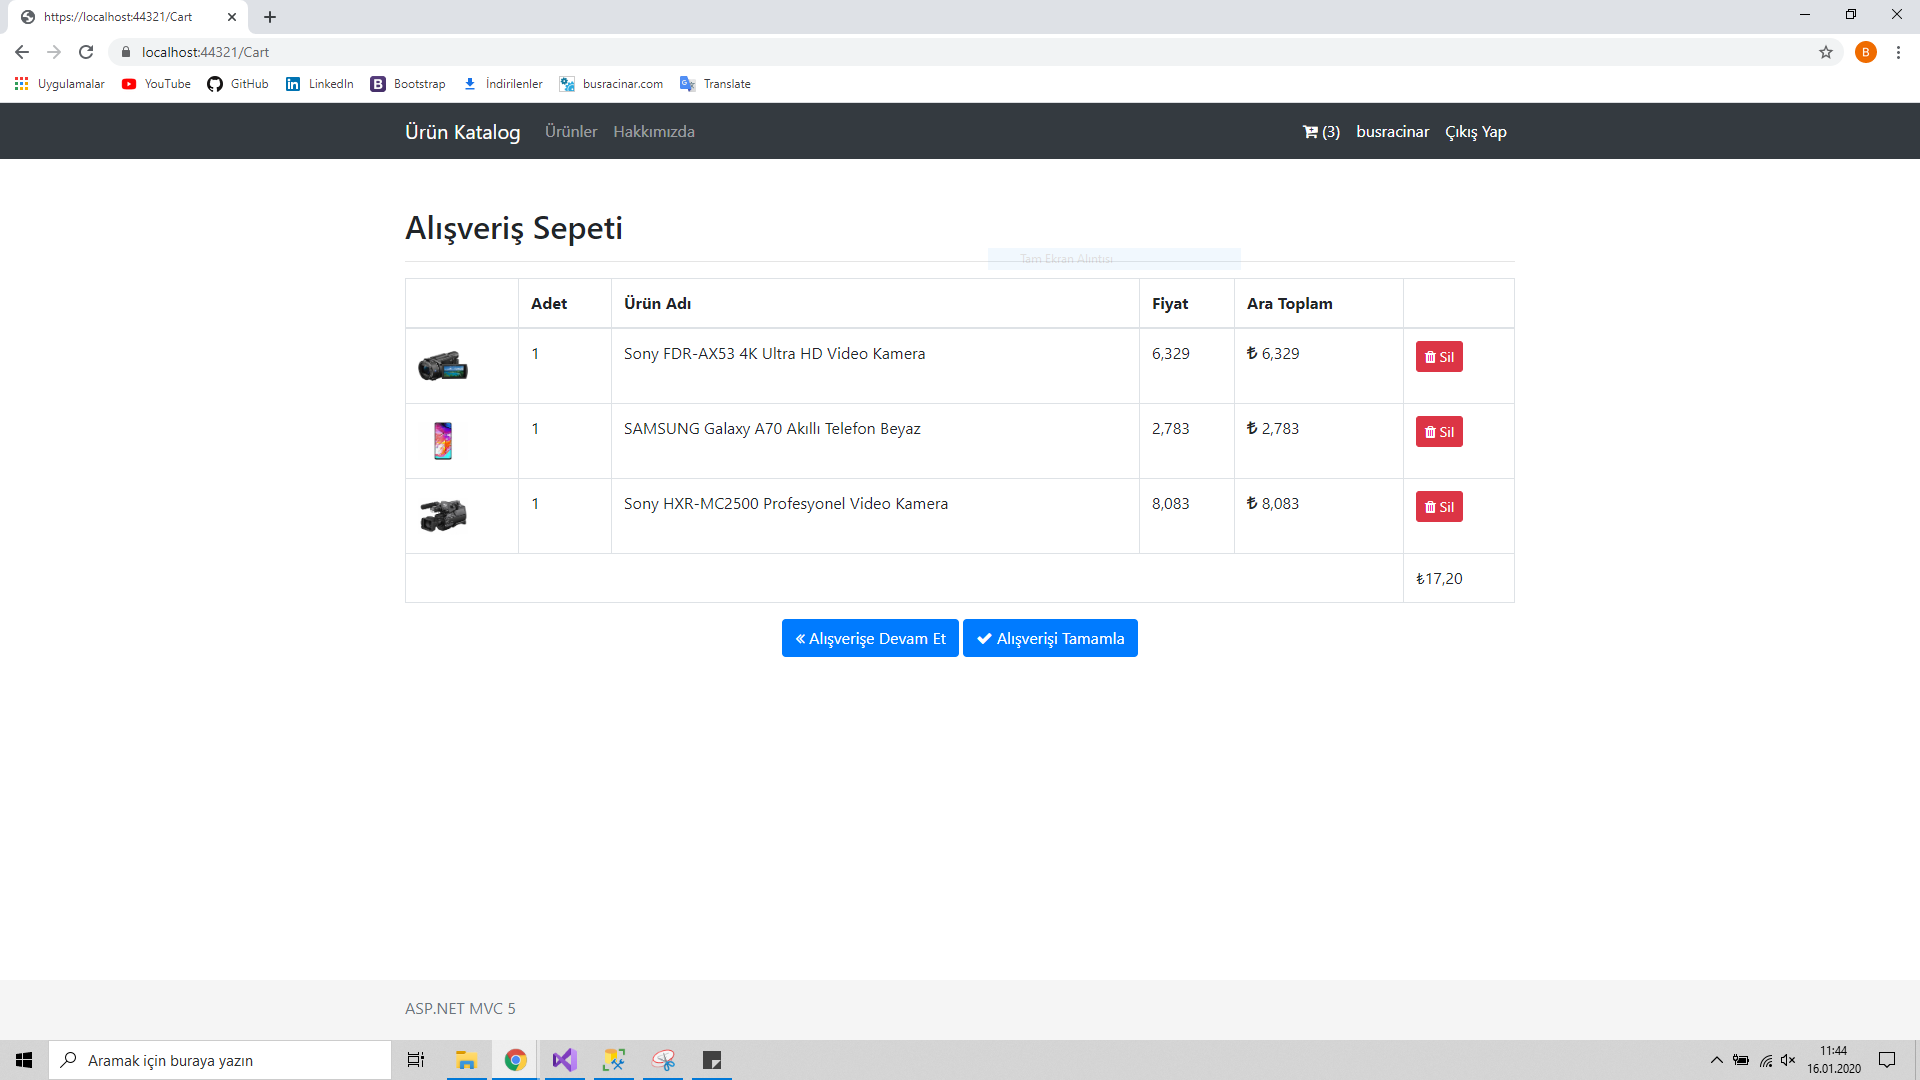 https://localhost:44321/Cart
localhost:44321/Cart
B
Uygulamalar YouTube GitHub LinkedIn B Bootstrap İndirilenler busracinar.com Translate
Ürün Katalog Ürünler Hakkımızda (3) busracinar Çıkış Yap
Alışveriş Sepeti
Tam Ekran Alıntısı
Adet Ürün Adı Fiyat Ara Toplam
1 Sony FDR-AX53 4K Ultra HD Video Kamera 6,329 ₺ 6,329 Sil
1 SAMSUNG Galaxy A70 Akıllı Telefon Beyaz 2,783 ₺ 2,783 Sil
1 Sony HXR-MC2500 Profesyonel Video Kamera 8,083 ₺ 8,083 Sil
₺17,20
« Alışverişe Devam Et Alışverişi Tamamla
ASP.NET MVC 5
Aramak için buraya yazın
11:44
16.01.2020